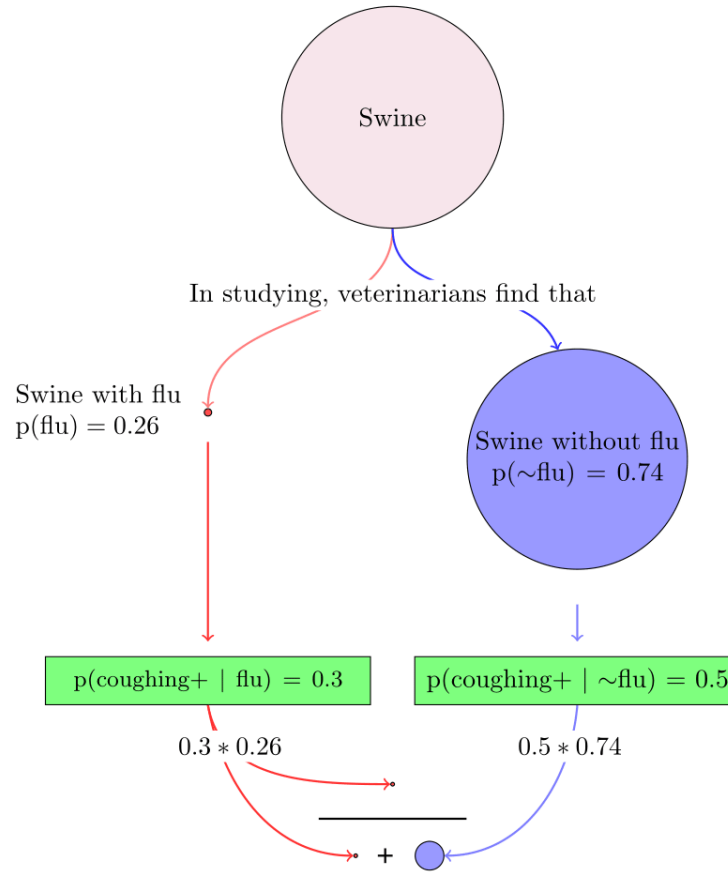 Swine
In studying, veterinarians find that
Swine with flu
p(flu) = 0.26
Swine without flu
p(~flu) = 0.74
p(coughing+ | flu) = 0.3
p(coughing+ | ~flu) = 0.5
0.3 * 0.26
0.5 * 0.74
+